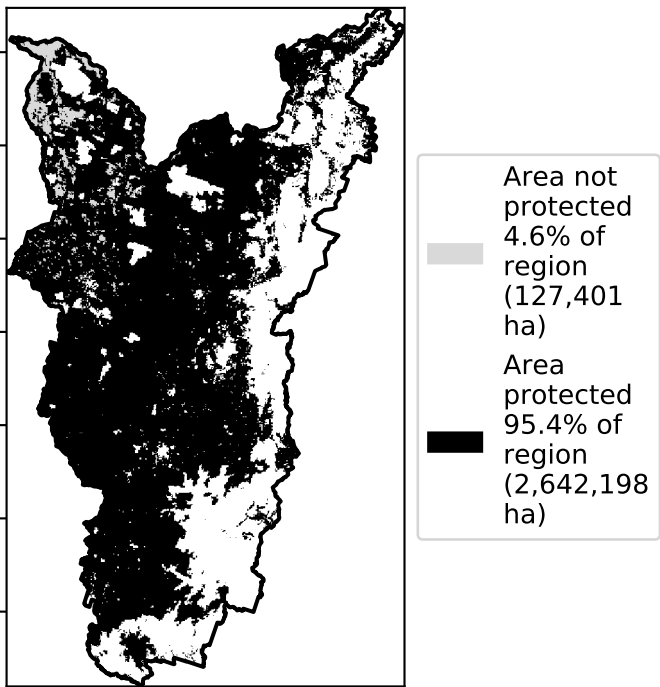 Area not
protected
4.6% of
region
(127,401
ha)
Area
protected
95.4% of
region
(2,642,198
ha)